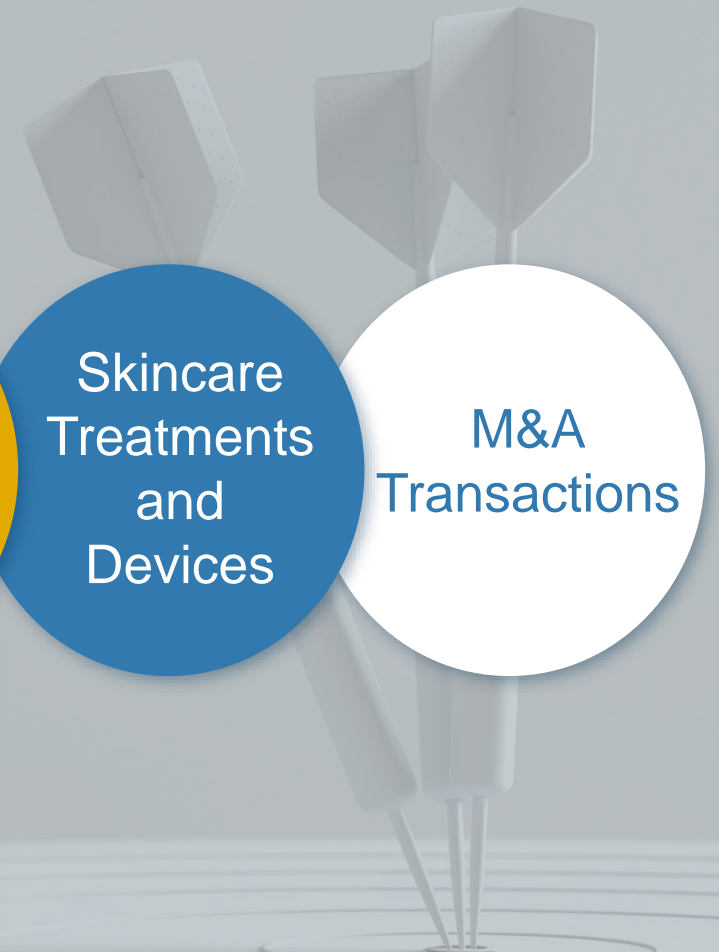 Skincare
Treatments
and
Devices
M&A
Transactions